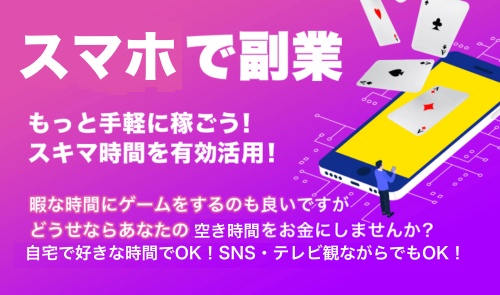 スマホで副業
もっと手軽に稼ごう!
スキマ時間を有効活用!
暇な時間にゲームをするのも良いですが
どうせならあなたの空き時間をお金にしませんか?
自宅で好きな時間でOK!SNS・テレビ観ながらでもOK!